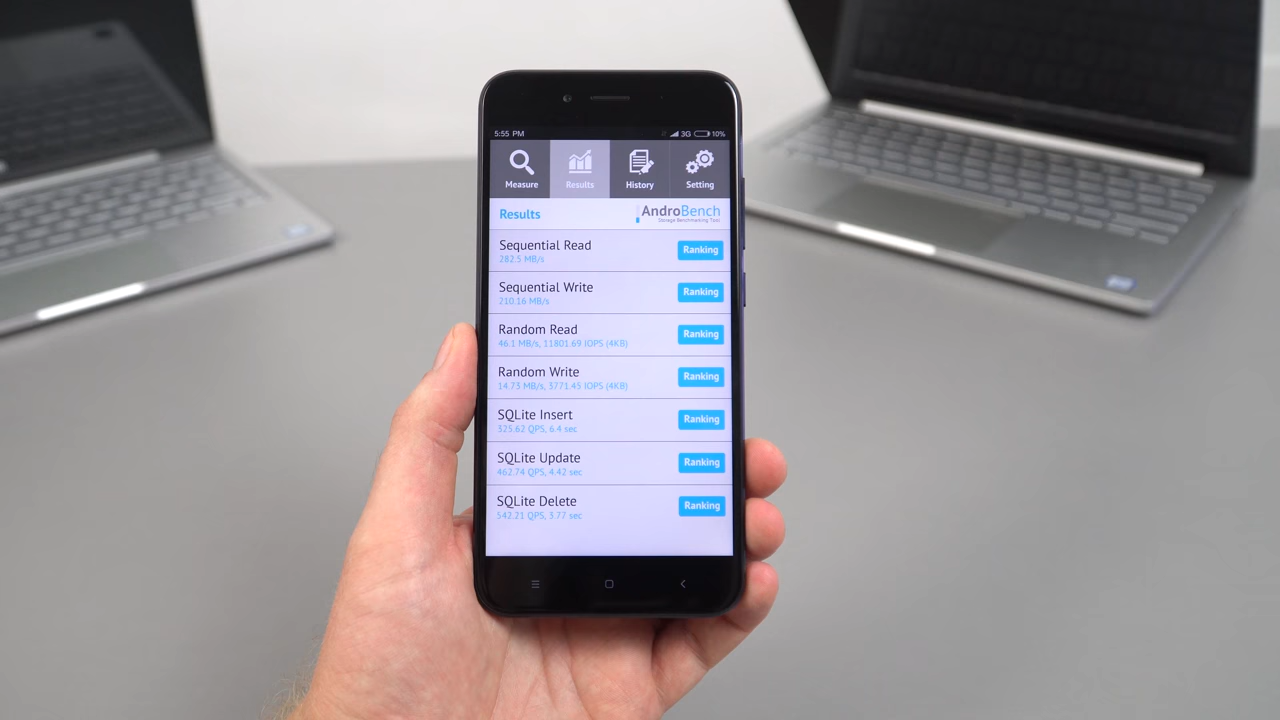 5:55 PM
R 3G 10%
Measure
Results
History
Setting
Results
AndroBench
Storage Benchmarking Tool
Sequential Read
282.5 MB/s
Ranking
Sequential Write
210.16 MB/s
Ranking
Random Read
46.1 MB/s, 11801.69 IOPS (4KB)
Ranking
Random Write
14.73 MB/s, 3771.45 IOPS (4KB)
Ranking
SQLite Insert
325.62 QPS, 6.4 sec
Ranking
SQLite Update
462.74 QPS, 4.42 sec
Ranking
SQLite Delete
542.21 QPS, 3.77 sec
Ranking